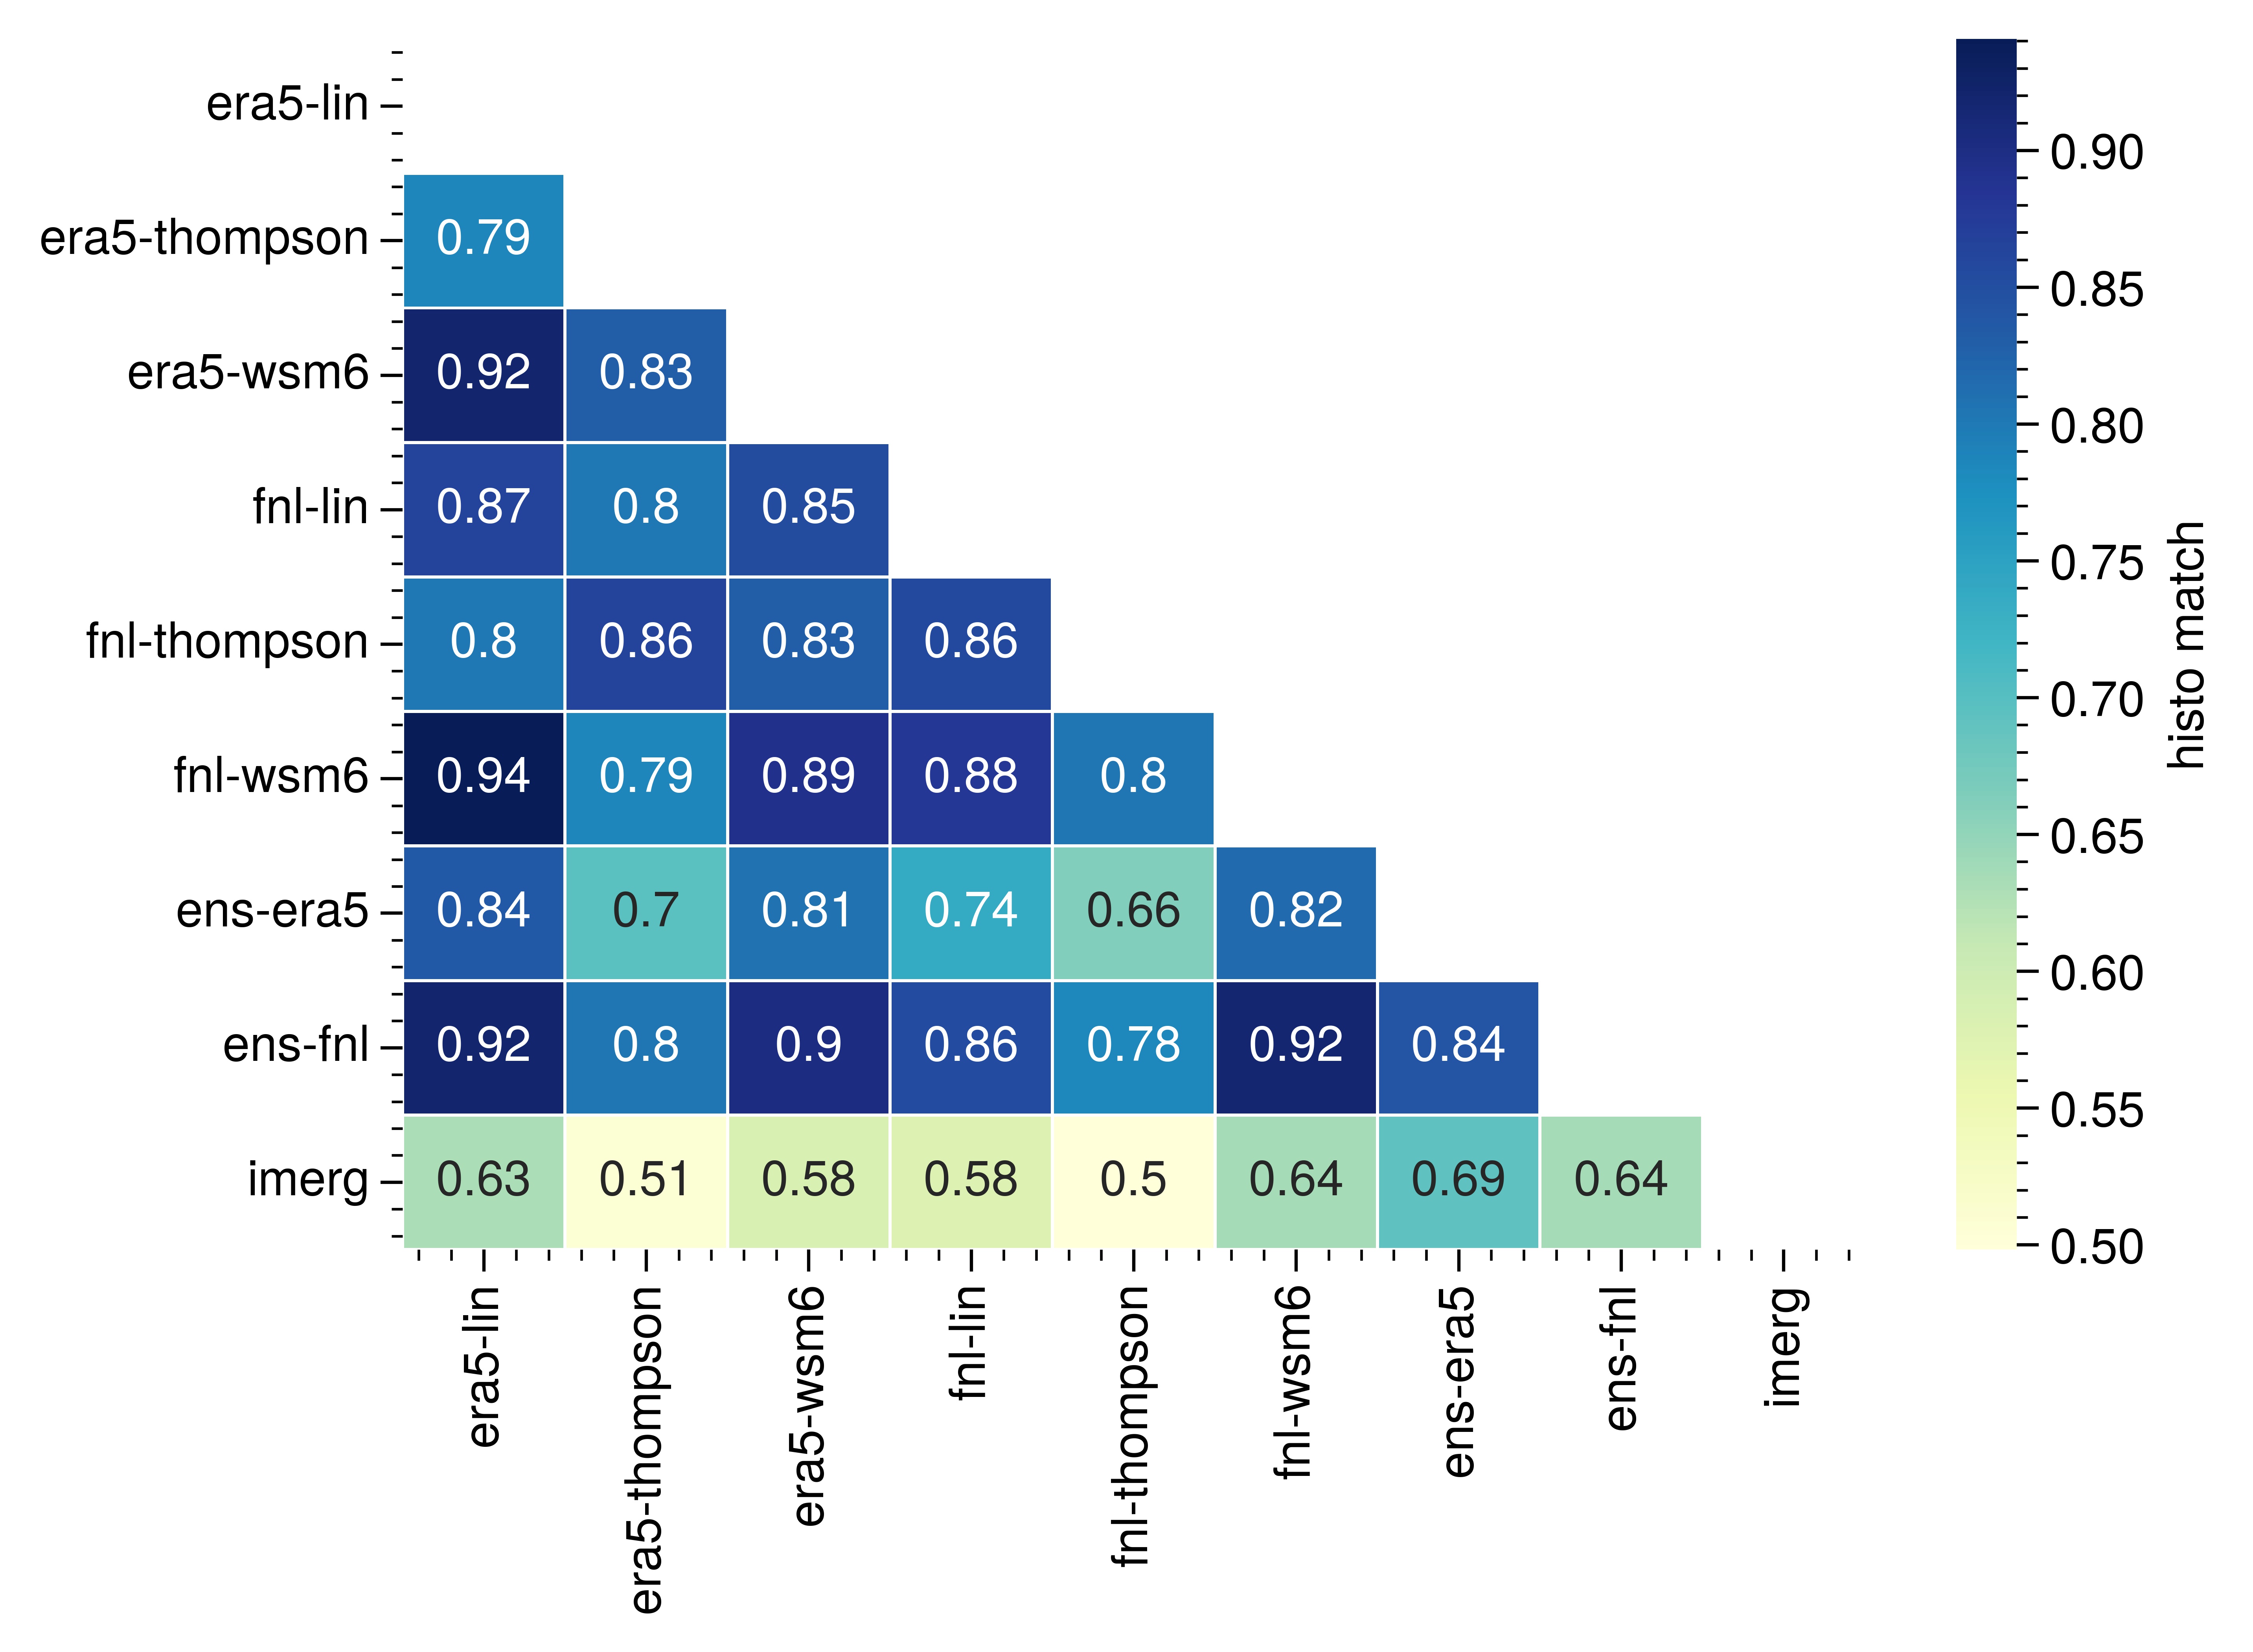 era5-lin
era5-thompson 0.79
era5-wsm6 0.92 0.83
fnl-lin 0.87 0.8 0.85
fnl-thompson 0.8 0.86 0.83 0.86
fnl-wsm6 0.94 0.79 0.89 0.88 0.8
ens-era5 0.84 0.7 0.81 0.74 0.66 0.82
ens-fnl 0.92 0.8 0.9 0.86 0.78 0.92 0.84
imerg 0.63 0.51 0.58 0.58 0.5 0.64 0.69 0.64
era5-lin
era5-thompson
era5-wsm6
fnl-lin
fnl-thompson
fnl-wsm6
ens-era5
ens-fnl
imerg
0.90
0.85
0.80
0.75
0.70
0.65
0.60
0.55
0.50
histo match